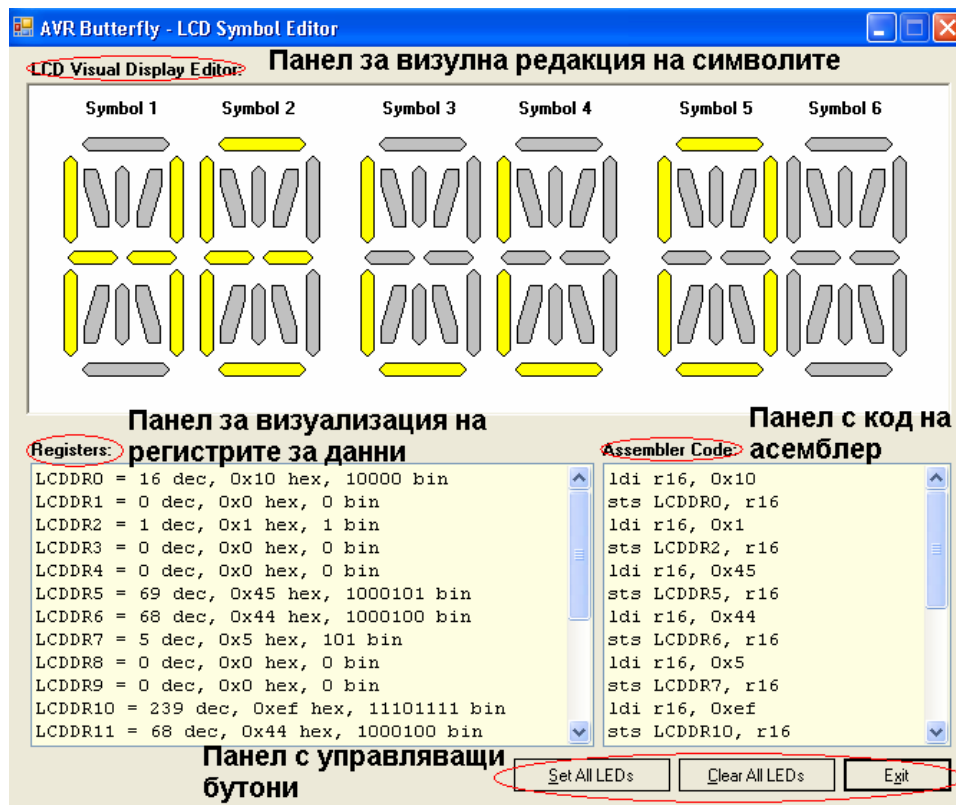 AVR Butterfly - LCD Symbol Editor
LCD Visual Display Editor:
Панел за визулна редакция на символите
Symbol 1 Symbol 2 Symbol 3 Symbol 4 Symbol 5 Symbol 6
Панел за визуализация на
регистрите за данни
Панел с код на
асемблер
Registers:
LCDDR0 = 16 dec, 0x10 hex, 10000 bin
LCDDR1 = 0 dec, 0x0 hex, 0 bin
LCDDR2 = 1 dec, 0x1 hex, 1 bin
LCDDR3 = 0 dec, 0x0 hex, 0 bin
LCDDR4 = 0 dec, 0x0 hex, 0 bin
LCDDR5 = 69 dec, 0x45 hex, 1000101 bin
LCDDR6 = 68 dec, 0x44 hex, 1000100 bin
LCDDR7 = 5 dec, 0x5 hex, 101 bin
LCDDR8 = 0 dec, 0x0 hex, 0 bin
LCDDR9 = 0 dec, 0x0 hex, 0 bin
LCDDR10 = 239 dec, 0xef hex, 11101111 bin
LCDDR11 = 68 dec, 0x44 hex, 1000100 bin
Assembler Code:
ldi r16, 0x10
sts LCDDR0, r16
ldi r16, 0x1
sts LCDDR2, r16
ldi r16, 0x45
sts LCDDR5, r16
ldi r16, 0x44
sts LCDDR6, r16
ldi r16, 0x5
sts LCDDR7, r16
ldi r16, 0xef
sts LCDDR10, r16
Панел с управляващи
бутони
Set All LEDs Clear All LEDs Exit